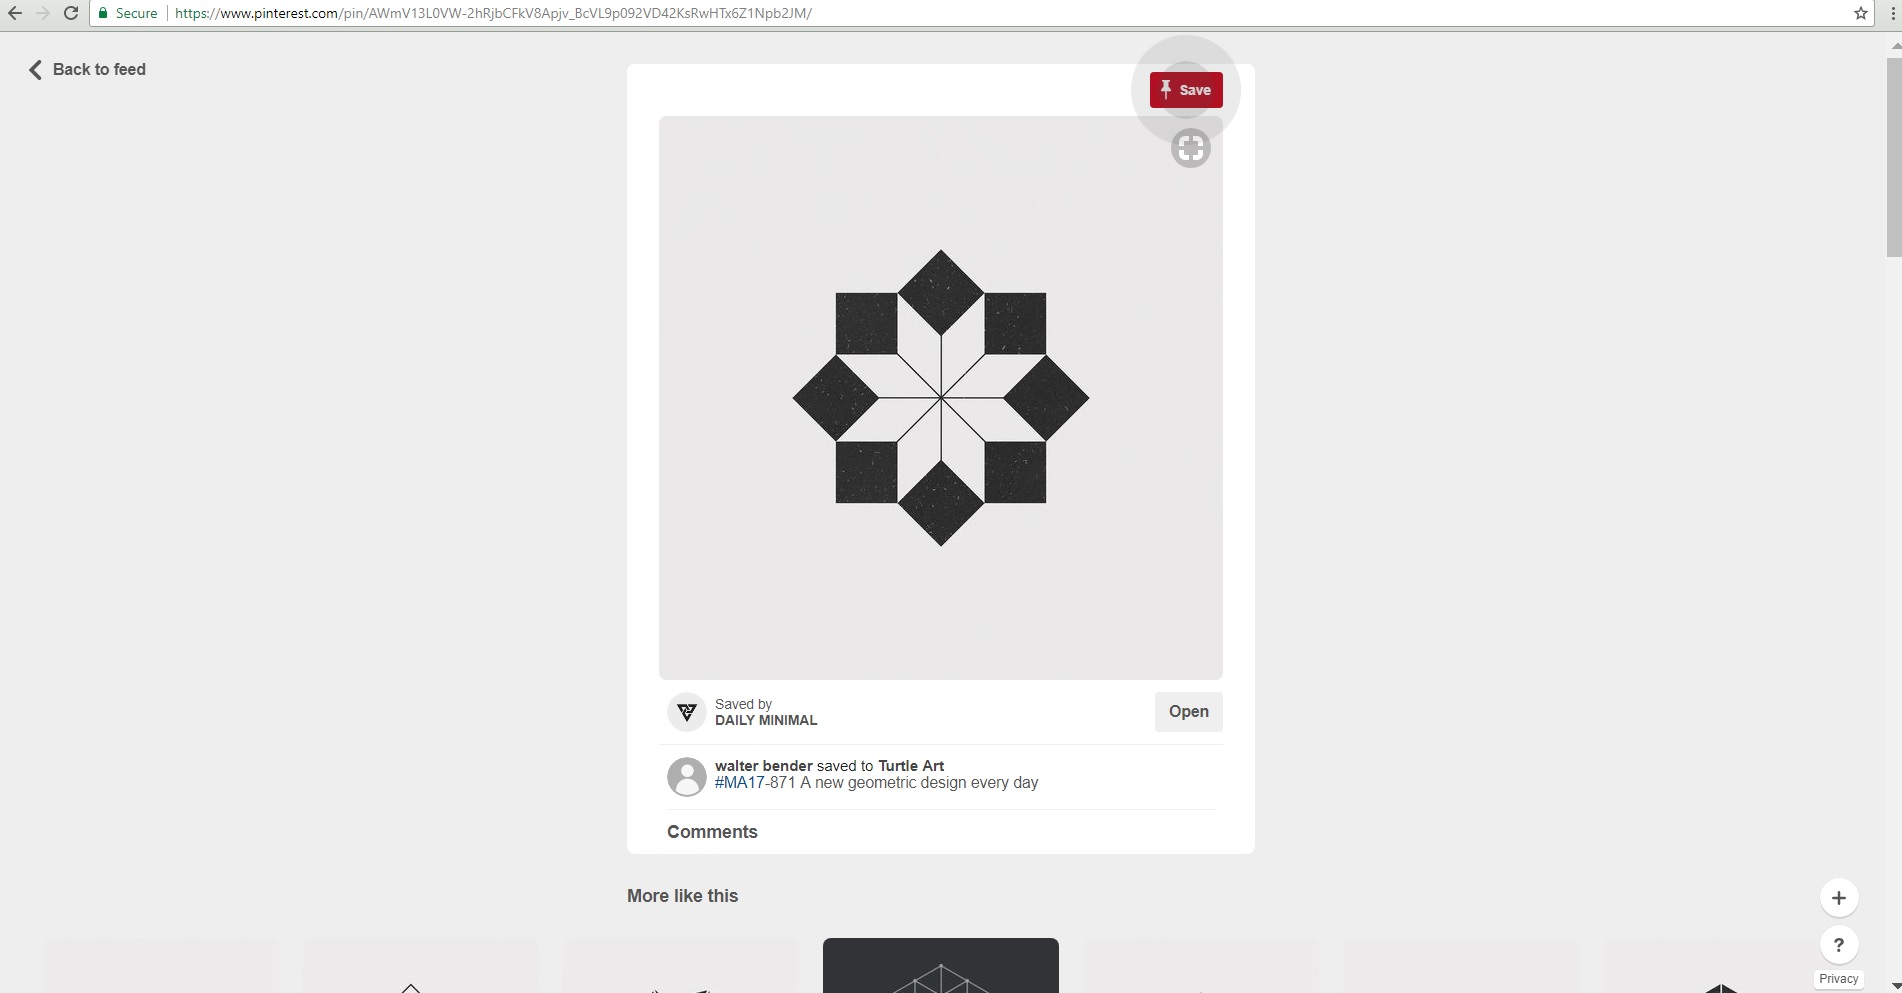 Secure https://www.pinterest.com/pin/AWmV13L0VW-2hRjbCFkV8Apjv_BcVL9p092VD42KsRwHTx6Z1Npb2JM/
Back to feed
Save
Saved by
DAILY MINIMAL
Open
walter bender saved to Turtle Art
#MA17-871 A new geometric design every day
Comments
More like this
+
?
Privacy